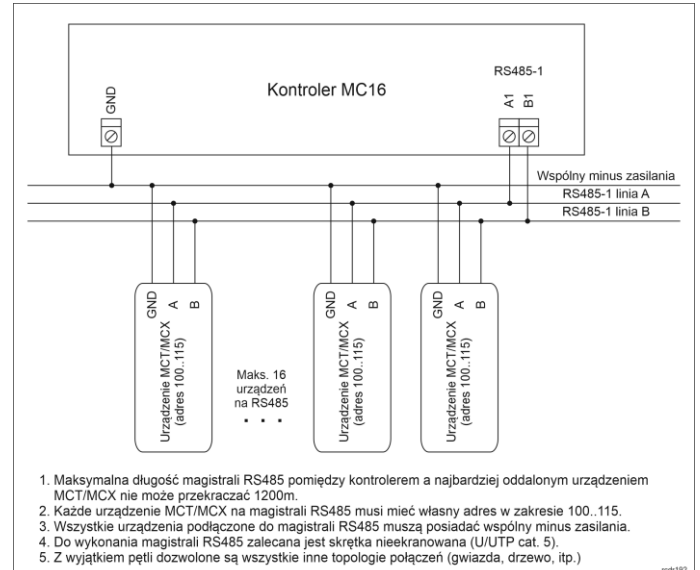 RS485-1
Kontroler MC16
GND
A1
B1
Wspólny minus zasilania
RS485-1 linia A
RS485-1 linia B
GND
A
B
Urządzenie MCT/MCX
(adres 100..115)
Maks. 16
urządzeń
na RS485
. . .
GND
A
B
Urządzenie MCT/MCX
(adres 100..115)
GND
A
B
Urządzenie MCT/MCX
(adres 100..115)
1. Maksymalna długość magistrali RS485 pomiędzy kontrolerem a najbardziej oddalonym urządzeniem
MCT/MCX nie może przekraczać 1200m.
2. Każde urządzenie MCT/MCX na magistrali RS485 musi mieć własny adres w zakresie 100..115.
3. Wszystkie urządzenia podłączone do magistrali RS485 muszą posiadać wspólny minus zasilania.
4. Do wykonania magistrali RS485 zalecana jest skrętka nieekranowana (U/UTP cat. 5).
5. Z wyjątkiem pętli dozwolone są wszystkie inne topologie połączeń (gwiazda, drzewo, itp.)